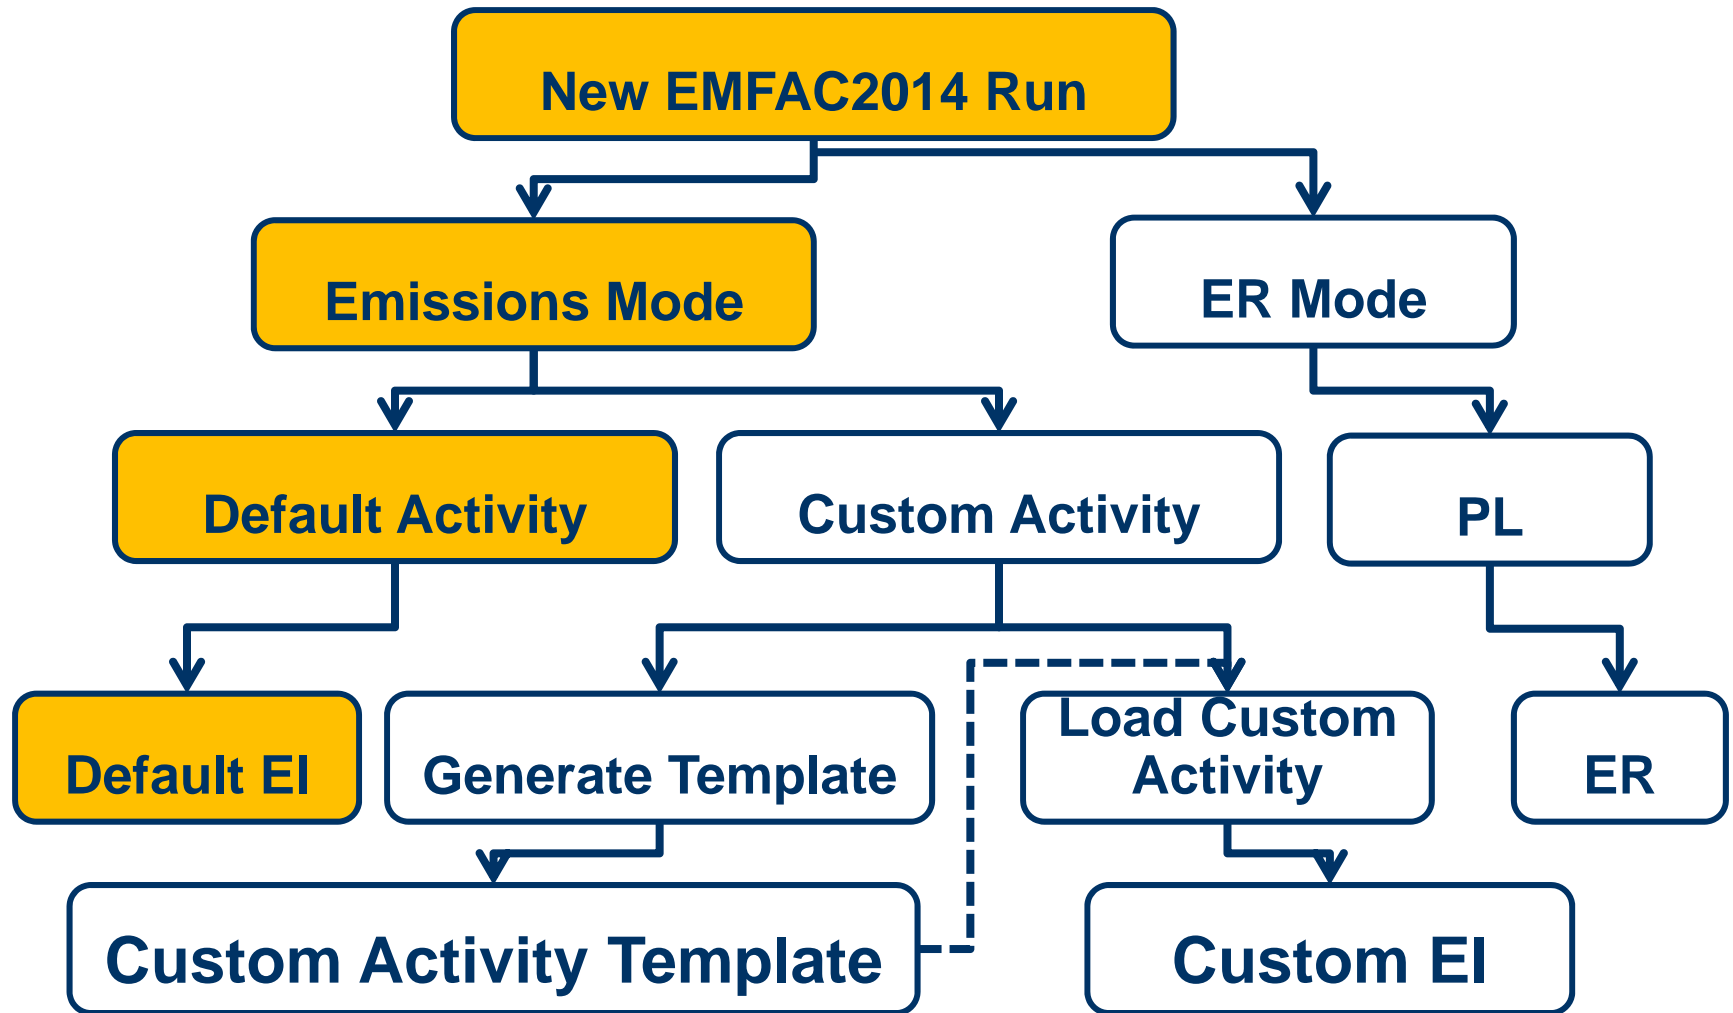 New EMFAC2014 Run
Emissions Mode
ER Mode
Default Activity
Custom Activity
PL
Default EI
Generate Template
Load Custom
Activity
ER
Custom Activity Template
Custom EI